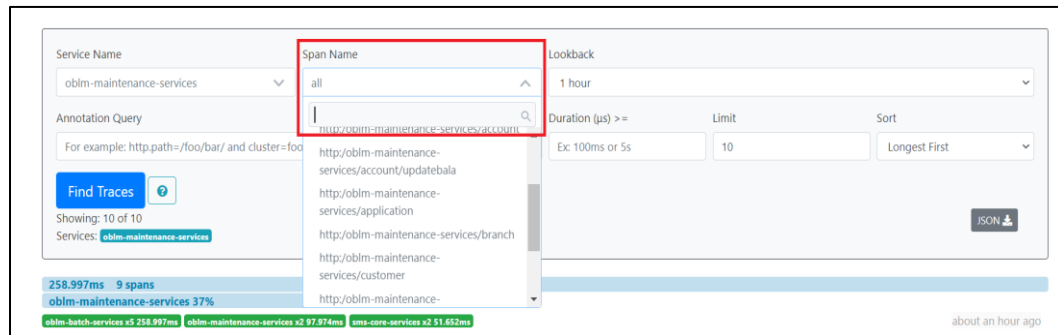 Service Name
Span Name
Lookback
oblm-maintenance-services
all
1 hour
Annotation Query
Duration (µs) >=
Limit
Sort
For example: http.path=/foo/bar/ and cluster=foo
Ex: 100ms or 5s
10
Longest First
http:/oblm-maintenance-services/account
http:/oblm-maintenance-
services/account/updatebala
http:/oblm-maintenance-
services/application
http:/oblm-maintenance-services/branch
http:/oblm-maintenance-
services/customer
http:/oblm-maintenance-
Find Traces
?
Showing: 10 of 10
Services: oblm-maintenance-services
JSON
258.997ms 9 spans
oblm-maintenance-services 37%
oblm-batch-services x5 258.997ms oblm-maintenance-services x2 97.974ms sms-core-services x2 51.652ms
about an hour ago